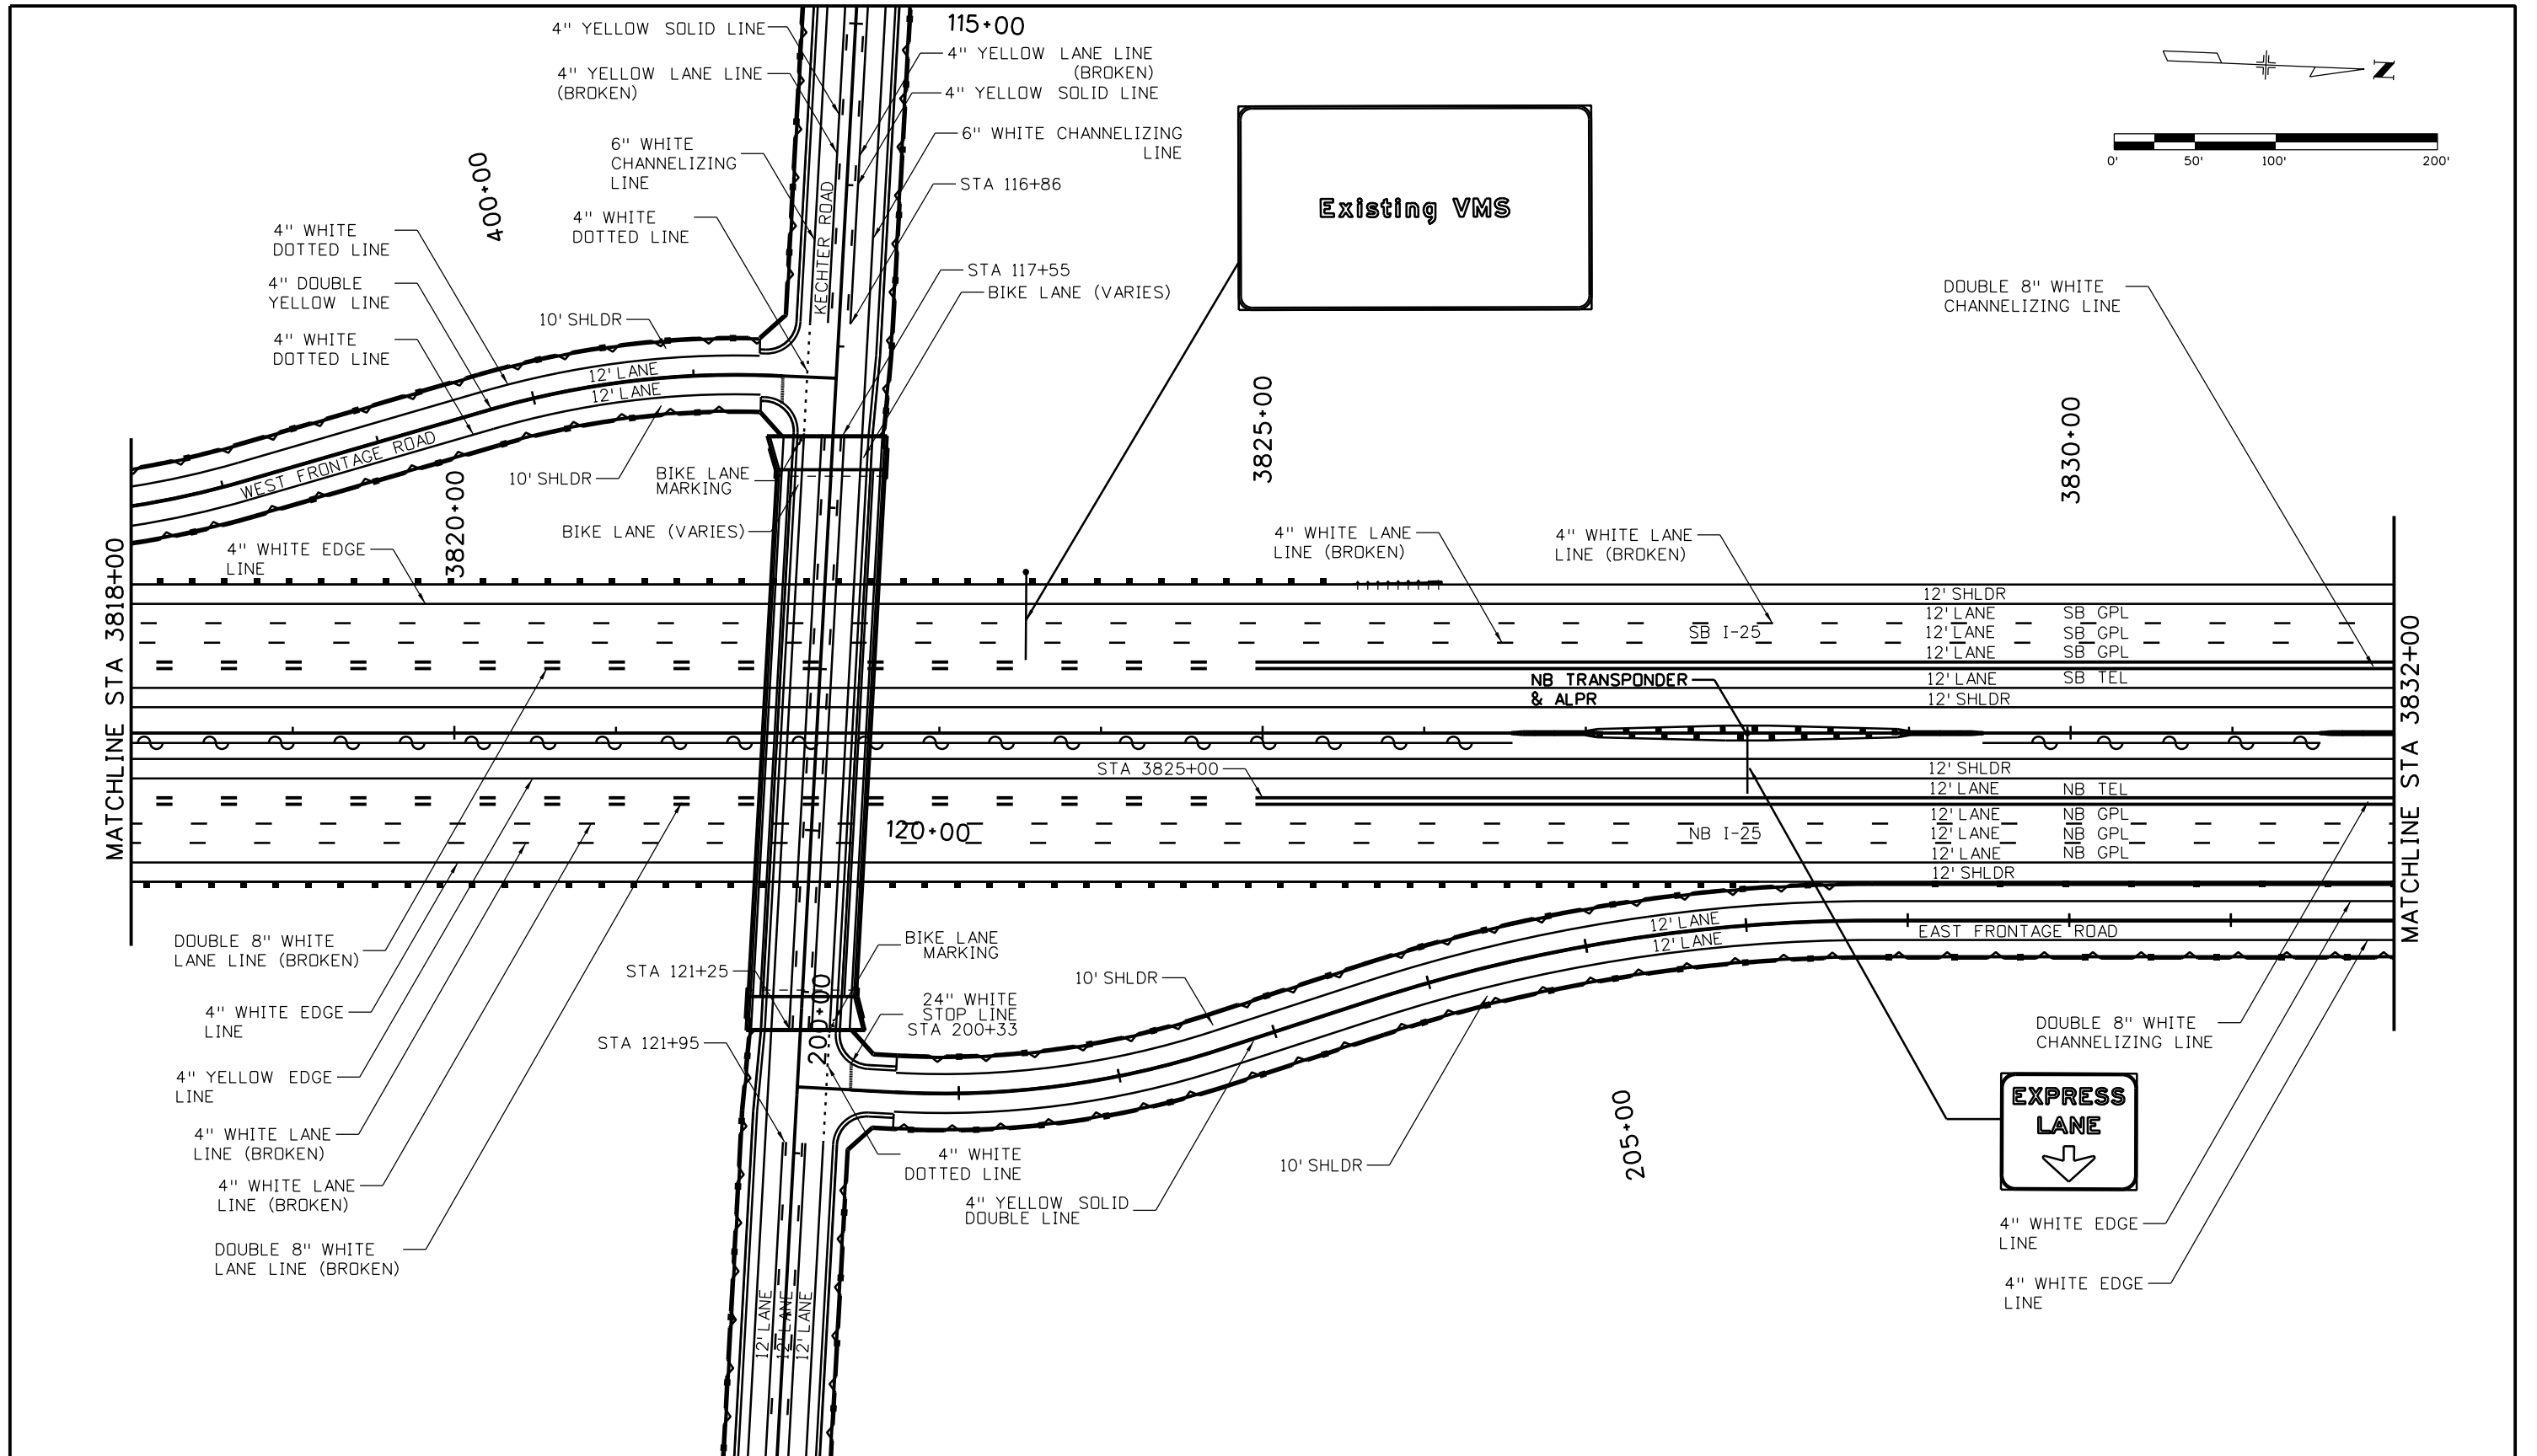 115+00
4" YELLOW SOLID LINE
4" YELLOW LANE LINE
(BROKEN)
4" YELLOW LANE LINE
(BROKEN)
4" YELLOW SOLID LINE
6" WHITE
CHANNELIZING
LINE
6" WHITE CHANNELIZING
LINE
STA 116+86
KECHTER ROAD
4" WHITE
DOTTED LINE
STA 117+55
BIKE LANE (VARIES)
N
0' 50' 100' 200'
Existing VMS
400+00
4" WHITE
DOTTED LINE
4" DOUBLE
YELLOW LINE
4" WHITE
DOTTED LINE
10' SHLDR
12' LANE
12' LANE
WEST FRONTAGE ROAD
10' SHLDR
BIKE LANE
MARKING
BIKE LANE (VARIES)
DOUBLE 8" WHITE
CHANNELIZING LINE
3820+00
3825+00
3830+00
MATCHLINE STA 3818+00
MATCHLINE STA 3832+00
4" WHITE EDGE
LINE
4" WHITE LANE
LINE (BROKEN)
4" WHITE LANE
LINE (BROKEN)
12' SHLDR
12' LANE SB GPL
SB I-25 12' LANE SB GPL
12' LANE SB GPL
12' LANE SB TEL
12' SHLDR
NB TRANSPONDER
& ALPR
STA 3825+00
12' SHLDR
12' LANE NB TEL
12' LANE NB GPL
NB I-25 12' LANE NB GPL
12' LANE NB GPL
12' SHLDR
120+00
EAST FRONTAGE ROAD
12' LANE
12' LANE
DOUBLE 8" WHITE
LANE LINE (BROKEN)
4" WHITE EDGE
LINE
4" YELLOW EDGE
LINE
4" WHITE LANE
LINE (BROKEN)
4" WHITE LANE
LINE (BROKEN)
DOUBLE 8" WHITE
LANE LINE (BROKEN)
STA 121+25
STA 121+95
BIKE LANE
MARKING
24" WHITE
STOP LINE
STA 200+33
200+00
10' SHLDR
4" WHITE
DOTTED LINE
4" YELLOW SOLID
DOUBLE LINE
10' SHLDR
205+00
12' LANE
12' LANE
12' LANE
DOUBLE 8" WHITE
CHANNELIZING LINE
EXPRESS
LANE
4" WHITE EDGE
LINE
4" WHITE EDGE
LINE